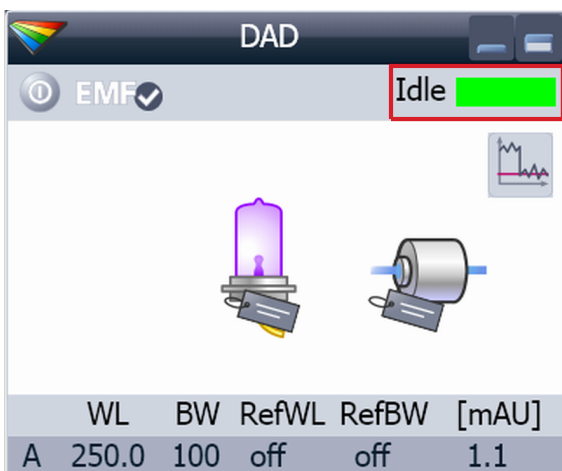 DAD
EMF Idle
WL BW RefWL RefBW [mAU]
A 250.0 100 off off 1.1